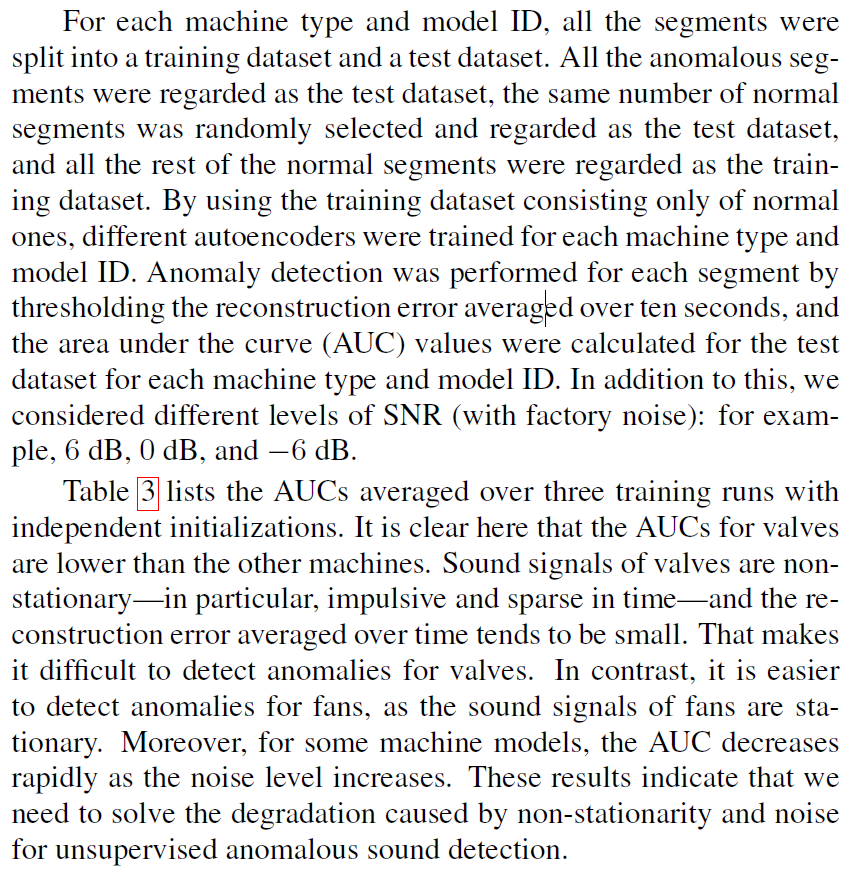 For each machine type and model ID, all the segments were
split into a training dataset and a test dataset. All the anomalous seg-
ments were regarded as the test dataset, the same number of normal
segments was randomly selected and regarded as the test dataset,
and all the rest of the normal segments were regarded as the train-
ing dataset. By using the training dataset consisting only of normal
ones, different autoencoders were trained for each machine type and
model ID. Anomaly detection was performed for each segment by
thresholding the reconstruction error averaged over ten seconds, and
the area under the curve (AUC) values were calculated for the test
dataset for each machine type and model ID. In addition to this, we
considered different levels of SNR (with factory noise): for exam-
ple, 6 dB, 0 dB, and −6 dB.
Table 3 lists the AUCs averaged over three training runs with
independent initializations. It is clear here that the AUCs for valves
are lower than the other machines. Sound signals of valves are non-
stationary—in particular, impulsive and sparse in time—and the re-
construction error averaged over time tends to be small. That makes
it difficult to detect anomalies for valves. In contrast, it is easier
to detect anomalies for fans, as the sound signals of fans are sta-
tionary. Moreover, for some machine models, the AUC decreases
rapidly as the noise level increases. These results indicate that we
need to solve the degradation caused by non-stationarity and noise
for unsupervised anomalous sound detection.